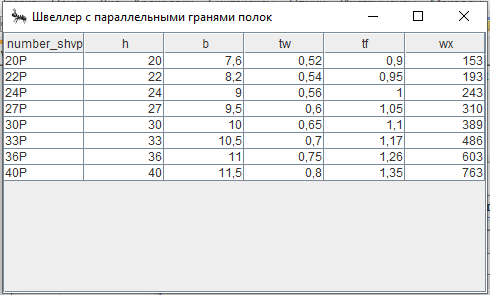 Швеллер с параллельными гранями полок
number_shvp h b tw tf wx
20P 20 7,6 0,52 0,9 153
22P 22 8,2 0,54 0,95 193
24P 24 9 0,56 1 243
27P 27 9,5 0,6 1,05 310
30P 30 10 0,65 1,1 389
33P 33 10,5 0,7 1,17 486
36P 36 11 0,75 1,26 603
40P 40 11,5 0,8 1,35 763